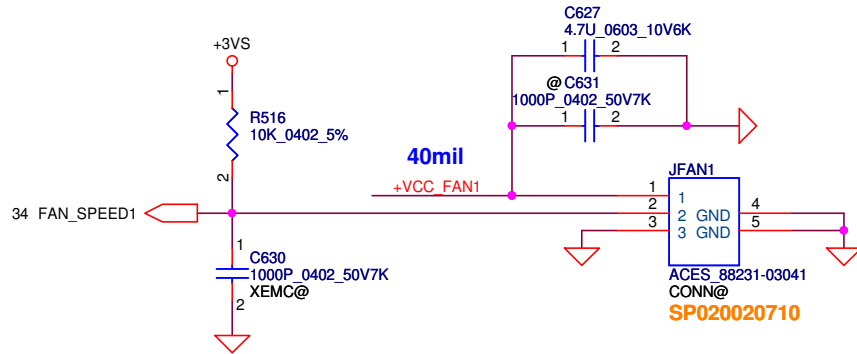 C627
4.7U_0603_10V6K
1 2
+3VS
@ C631
1000P_0402_50V7K
1 2
1
R516
10K_0402_5%
2
40mil
+VCC_FAN1
JFAN1
1 1
34 FAN_SPEED1
2 2 GND 4
3 3 GND 5
1
C630
1000P_0402_50V7K
XEMC@
2
ACES_88231-03041
CONN@
SP020020710